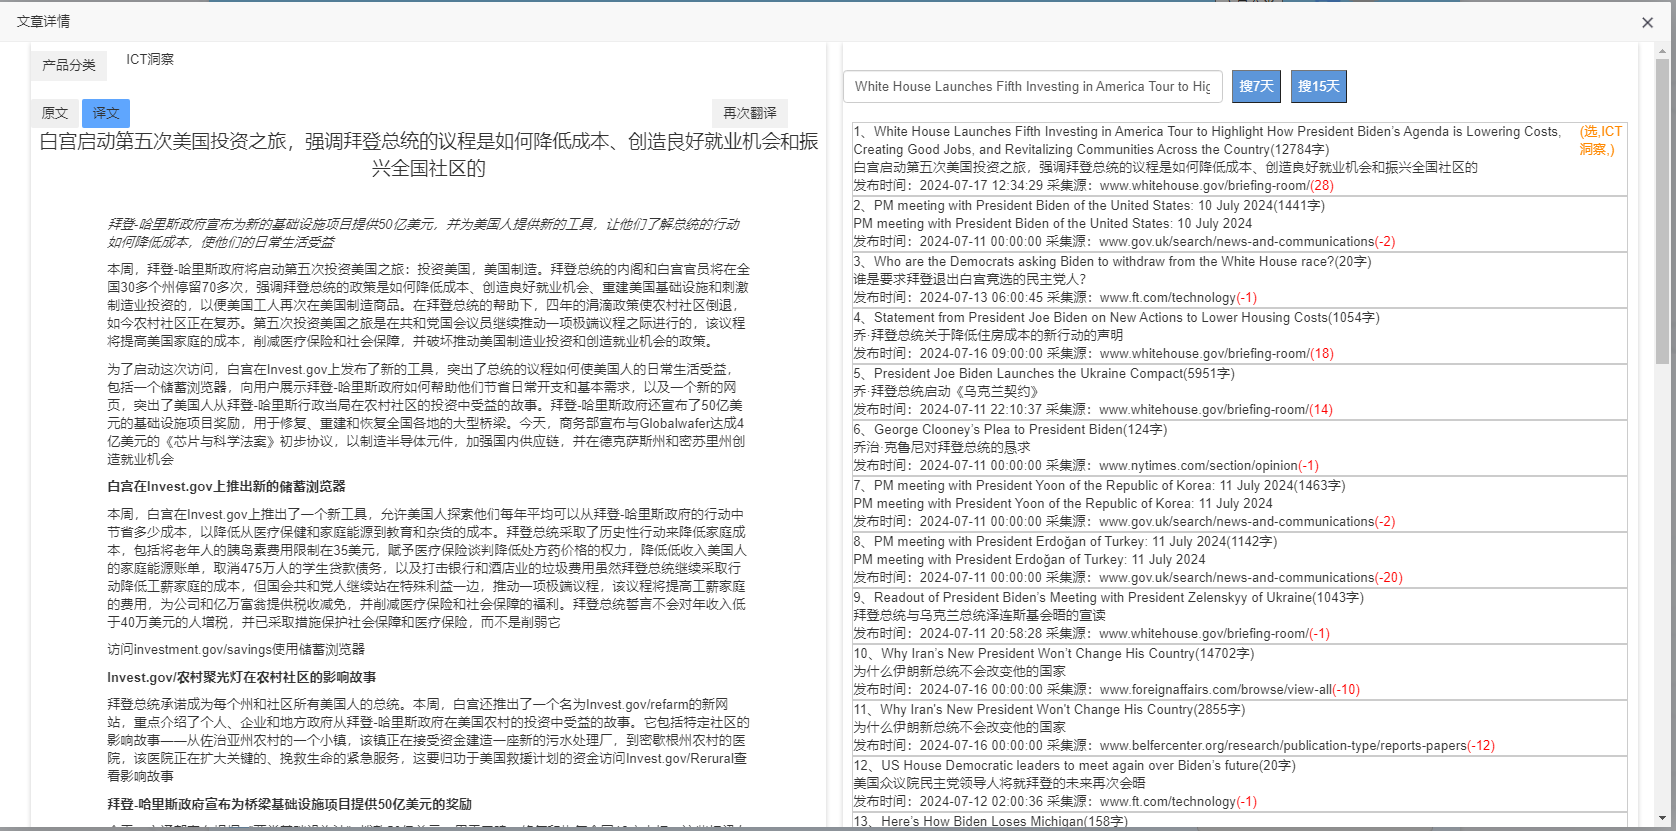 文章详情
×
产品分类
ICT洞察
原文
译文
再次翻译
白宫启动第五次美国投资之旅，强调拜登总统的议程是如何降低成本、创造良好就业机会和振
兴全国社区的
拜登-哈里斯政府宣布为新的基础设施项目提供50亿美元，并为美国人提供新的工具，让他们了解总统的行动
如何降低成本，使他们的日常生活受益
本周，拜登-哈里斯政府将启动第五次投资美国之旅：投资美国，美国制造。拜登总统的内阁和白宫官员将在全
国30多个州停留70多次，强调拜登总统的政策是如何降低成本、创造良好就业机会、重建美国基础设施和刺激
制造业投资的，以便美国工人再次在美国制造商品。在拜登总统的帮助下，四年的涓滴政策使农村社区倒退，
如今农村社区正在复苏。第五次投资美国之旅是在共和党国会议员继续推动一项极端议程之际进行的，该议程
将提高美国家庭的成本，削减医疗保险和社会保障，并破坏推动美国制造业投资和创造就业机会的政策。
为了启动这次访问，白宫在Invest.gov上发布了新的工具，突出了总统的议程如何使美国人的日常生活受益，
包括一个储蓄浏览器，向用户展示拜登-哈里斯政府如何帮助他们节省日常开支和基本需求，以及一个新的网
页，突出了美国人从拜登-哈里斯行政当局在农村社区的投资中受益的故事。拜登-哈里斯政府还宣布了50亿美
元的基础设施项目奖励，用于修复、重建和恢复全国各地的大型桥梁。今天，商务部宣布与Globalwafer达成4
亿美元的《芯片与科学法案》初步协议，以制造半导体元件，加强国内供应链，并在德克萨斯州和密苏里州创
造就业机会
白宫在Invest.gov上推出新的储蓄浏览器
本周，白宫在Invest.gov上推出了一个新工具，允许美国人探索他们每年平均可以从拜登-哈里斯政府的行动中
节省多少成本，以降低从医疗保健和家庭能源到教育和杂货的成本。拜登总统采取了历史性行动来降低家庭成
本，包括将老年人的胰岛素费用限制在35美元，赋予医疗保险谈判降低处方药价格的权力，降低低收入美国人
的家庭能源账单，取消475万人的学生贷款债务，以及打击银行和酒店业的垃圾费用虽然拜登总统继续采取行
动降低工薪家庭的成本，但国会共和党人继续站在特殊利益一边，推动一项极端议程，该议程将提高工薪家庭
的费用，为公司和亿万富翁提供税收减免，并削减医疗保险和社会保障的福利。拜登总统誓言不会对年收入低
于40万美元的人增税，并已采取措施保护社会保障和医疗保险，而不是削弱它
访问investment.gov/savings使用储蓄浏览器
Invest.gov/农村聚光灯在农村社区的影响故事
拜登总统承诺成为每个州和社区所有美国人的总统。本周，白宫还推出了一个名为Invest.gov/refarm的新网
站，重点介绍了个人、企业和地方政府从拜登-哈里斯政府在美国农村的投资中受益的故事。它包括特定社区的
影响故事——从佐治亚州农村的一个小镇，该镇正在接受资金建造一座新的污水处理厂，到密歇根州农村的医
院，该医院正在扩大关键的、挽救生命的紧急服务，这要归功于美国救援计划的资金访问Invest.gov/Rerural查
看影响故事
拜登-哈里斯政府宣布为桥梁基础设施项目提供50亿美元的奖励
White House Launches Fifth Investing in America Tour to Hig
搜7天
搜15天
1、White House Launches Fifth Investing in America Tour to Highlight How President Biden’s Agenda is Lowering Costs,
Creating Good Jobs, and Revitalizing Communities Across the Country(12784字)
(选,ICT
洞察,)
白宫启动第五次美国投资之旅，强调拜登总统的议程是如何降低成本、创造良好就业机会和振兴全国社区的
发布时间：2024-07-17 12:34:29 采集源：www.whitehouse.gov/briefing-room/(28)
2、PM meeting with President Biden of the United States: 10 July 2024(1441字)
PM meeting with President Biden of the United States: 10 July 2024
发布时间：2024-07-11 00:00:00 采集源：www.gov.uk/search/news-and-communications(-2)
3、Who are the Democrats asking Biden to withdraw from the White House race?(20字)
谁是要求拜登退出白宫竞选的民主党人?
发布时间：2024-07-13 06:00:45 采集源：www.ft.com/technology(-1)
4、Statement from President Joe Biden on New Actions to Lower Housing Costs(1054字)
乔·拜登总统关于降低住房成本的新行动的声明
发布时间：2024-07-16 09:00:00 采集源：www.whitehouse.gov/briefing-room/(18)
5、President Joe Biden Launches the Ukraine Compact(5951字)
乔·拜登总统启动《乌克兰契约》
发布时间：2024-07-11 22:10:37 采集源：www.whitehouse.gov/briefing-room/(14)
6、George Clooney’s Plea to President Biden(124字)
乔治·克鲁尼对拜登总统的恳求
发布时间：2024-07-11 00:00:00 采集源：www.nytimes.com/section/opinion(-1)
7、PM meeting with President Yoon of the Republic of Korea: 11 July 2024(1463字)
PM meeting with President Yoon of the Republic of Korea: 11 July 2024
发布时间：2024-07-11 00:00:00 采集源：www.gov.uk/search/news-and-communications(-2)
8、PM meeting with President Erdoğan of Turkey: 11 July 2024(1142字)
PM meeting with President Erdoğan of Turkey: 11 July 2024
发布时间：2024-07-11 00:00:00 采集源：www.gov.uk/search/news-and-communications(-20)
9、Readout of President Biden’s Meeting with President Zelenskyy of Ukraine(1043字)
拜登总统与乌克兰总统泽连斯基会晤的宣读
发布时间：2024-07-11 20:58:28 采集源：www.whitehouse.gov/briefing-room/(-1)
10、Why Iran’s New President Won’t Change His Country(14702字)
为什么伊朗新总统不会改变他的国家
发布时间：2024-07-16 00:00:00 采集源：www.foreignaffairs.com/browse/view-all(-10)
11、Why Iran's New President Won't Change His Country(2855字)
为什么伊朗新总统不会改变他的国家
发布时间：2024-07-16 00:00:00 采集源：www.belfercenter.org/research/publication-type/reports-papers(-12)
12、US House Democratic leaders to meet again over Biden’s future(20字)
美国众议院民主党领导人将就拜登的未来再次会晤
发布时间：2024-07-12 02:00:36 采集源：www.ft.com/technology(-1)
13、Here’s How Biden Loses Michigan(158字)